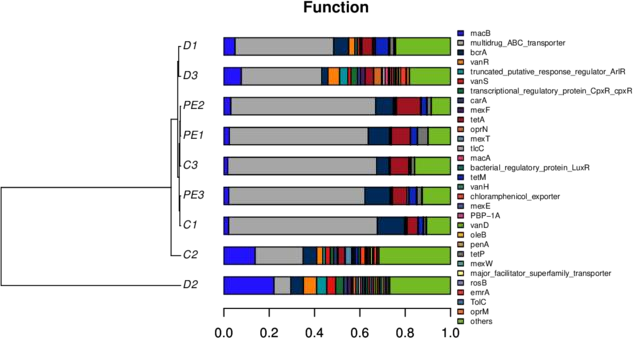 Function
D1
D3
PE2
PE1
C3
PE3
C1
C2
D2
0.0 0.2 0.4 0.6 0.8 1.0
macB
multidrug_ABC_transporter
bcrA
vanR
truncated_putative_response_regulator_ArlR
vanS
transcriptional_regulatory_protein_CpxR_cpxR
carA
mexF
tetA
oprN
mexT
tlcC
macA
bacterial_regulatory_protein_LuxR
tetM
vanH
chloramphenicol_exporter
mexE
PBP-1A
vanD
oleB
penA
tetP
mexW
major_facilitator_superfamily_transporter
rosB
emrA
TolC
oprM
others